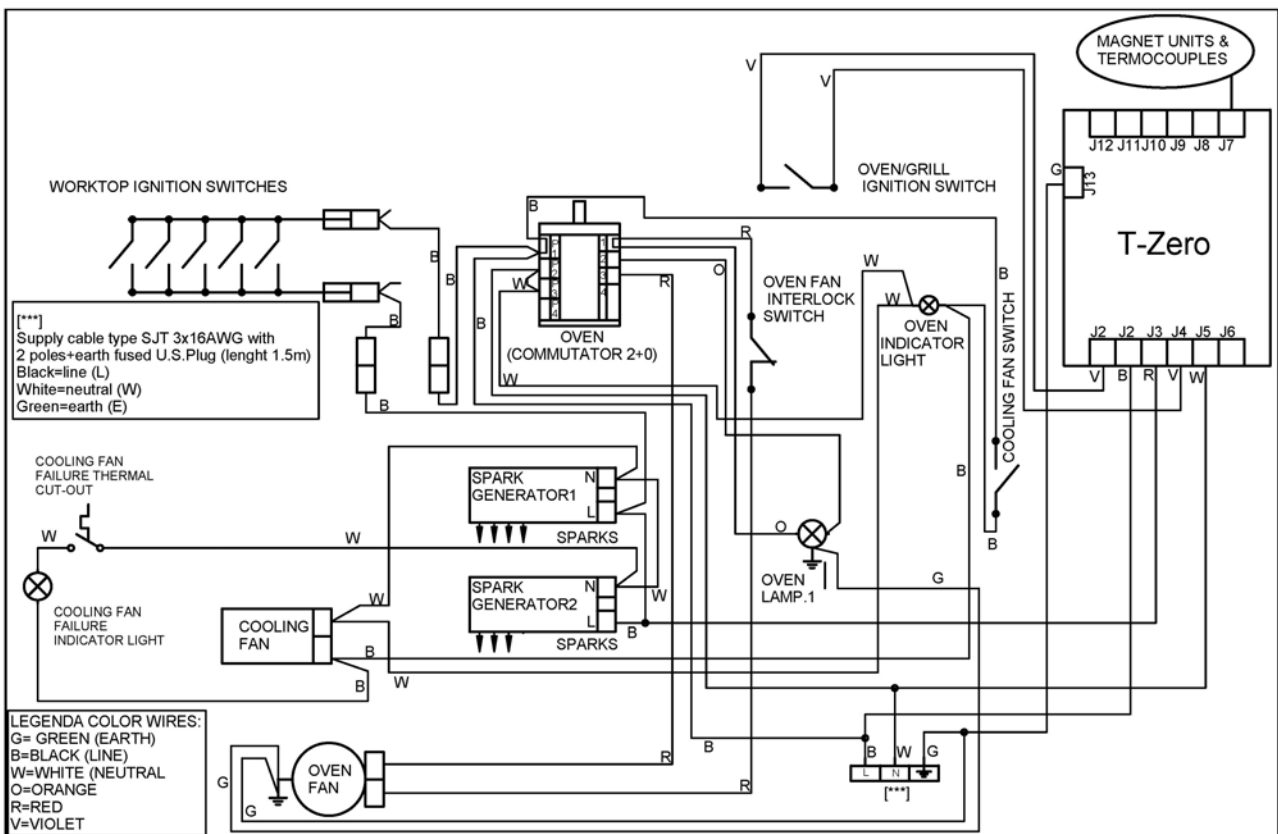 MAGNET UNITS &
TERMOCOUPLES
V
V
J12 J11 J10 J9 J8 J7
G
J13
T-Zero
J2 J2 J3 J4 J5 J6
V B R V W
OVEN/GRILL
IGNITION SWITCH
WORKTOP IGNITION SWITCHES
B
B
B
B
B
B
R
O
R
W
W
W
W
B
OVEN
(COMMUTATOR 2+0)
OVEN FAN
INTERLOCK
SWITCH
OVEN
INDICATOR
LIGHT
COOLING FAN SWITCH
B
B
B
[***]
Supply cable type SJT 3x16AWG with
2 poles+earth fused U.S.Plug (lenght 1.5m)
Black=line (L)
White=neutral (W)
Green=earth (E)
COOLING FAN
FAILURE THERMAL
CUT-OUT
W
W
COOLING FAN
FAILURE
INDICATOR LIGHT
SPARK
GENERATOR1
N
L
SPARKS
SPARK
GENERATOR2
N
L
SPARKS
W
B
O
OVEN
LAMP.1
G
COOLING
FAN
W
B
B
W
LEGENDA COLOR WIRES:
G= GREEN (EARTH)
B=BLACK (LINE)
W=WHITE (NEUTRAL
O=ORANGE
R=RED
V=VIOLET
G
G
OVEN
FAN
R
R
B
B W G
L N
[***]